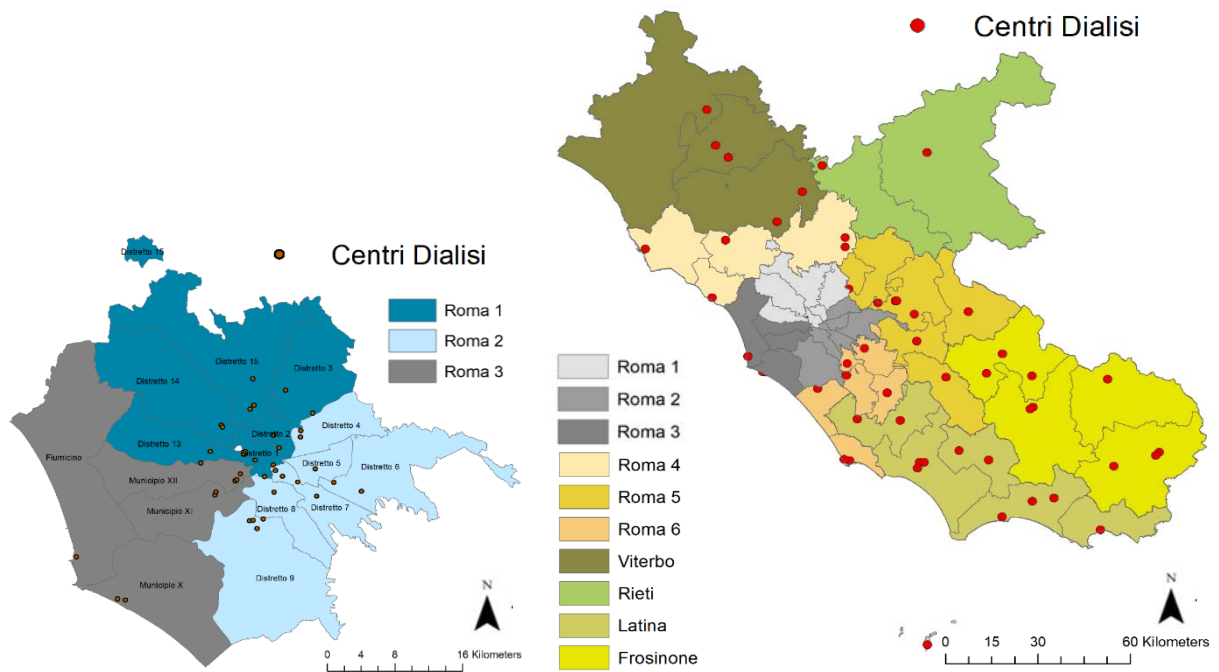 Centri Dialisi
Roma 1
Roma 2
Roma 3
Distretto 15
Distretto 15
Distretto 3
Distretto 14
Distretto 13
Distretto 2
Distretto 1
Distretto 4
Distretto 5
Distretto 6
Fiumicino
Municipio XII
Municipio XI
Distretto 8
Distretto 7
Municipio X
Distretto 9
N
0 2 4 8 12 16 Kilometers
Centri Dialisi
Roma 1
Roma 2
Roma 3
Roma 4
Roma 5
Roma 6
Viterbo
Rieti
Latina
Frosinone
N
0 15 30 60 Kilometers